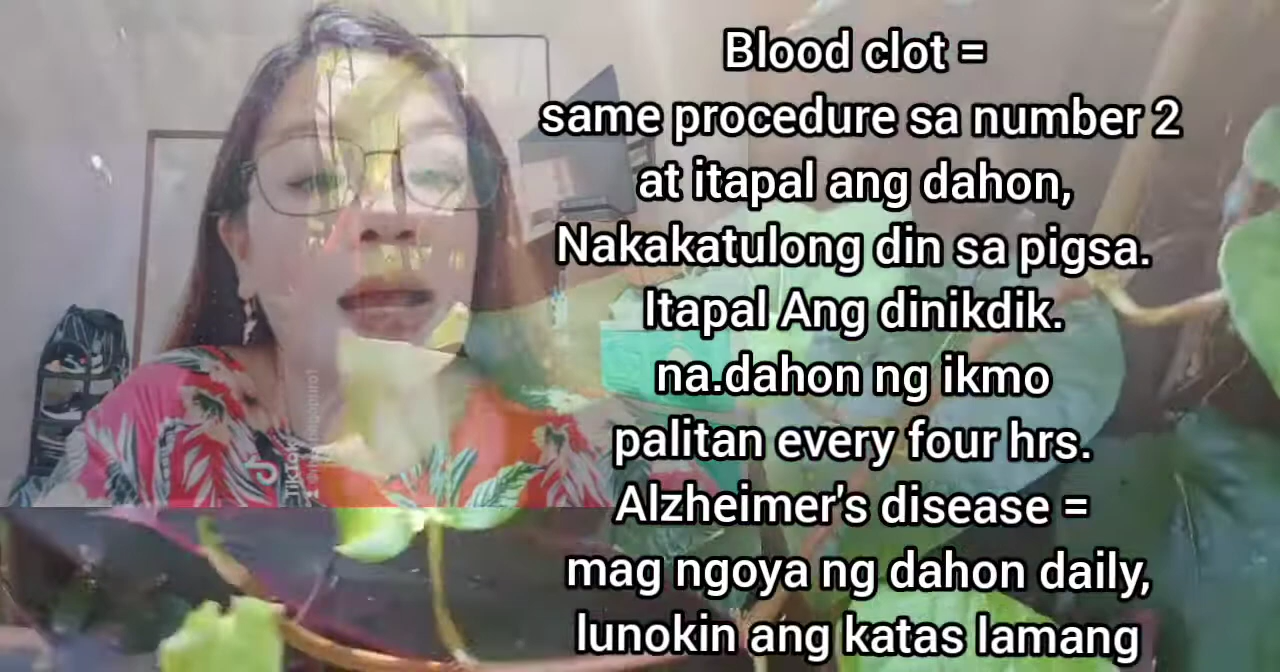 Blood clot =
same procedure sa number 2
at itapal ang dahon,
Nakakatulong din sa pigsa.
Itapal Ang dinikdik.
na.dahon ng ikmo
palitan every four hrs.
Alzheimer's disease =
mag ngoya ng dahon daily,
lunokin ang katas lamang
TikTok